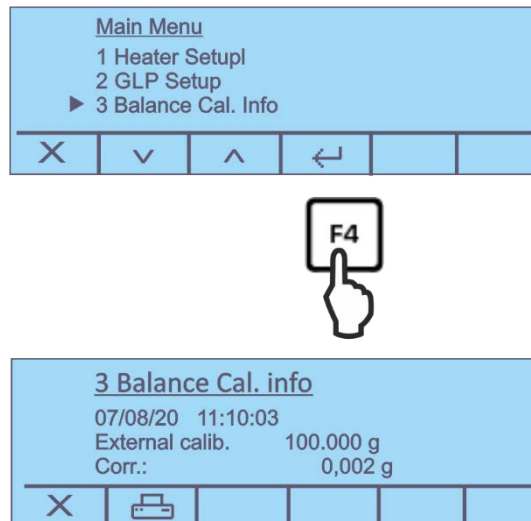 Main Menu
1 Heater Setupl
2 GLP Setup
3 Balance Cal. Info
F4
3 Balance Cal. info
07/08/20 11:10:03
External calib. 100.000 g
Corr.: 0,002 g